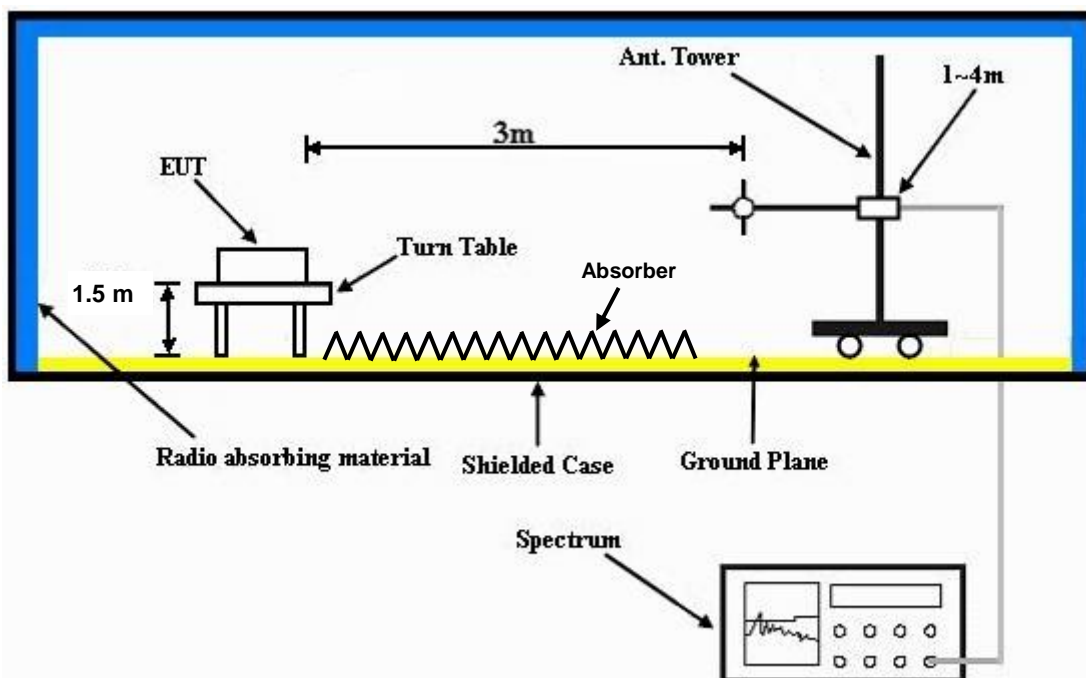 Ant. Tower
1~4m
3m
EUT
Turn Table
Absorber
1.5 m
Radio absorbing material
Shielded Case
Ground Plane
Spectrum